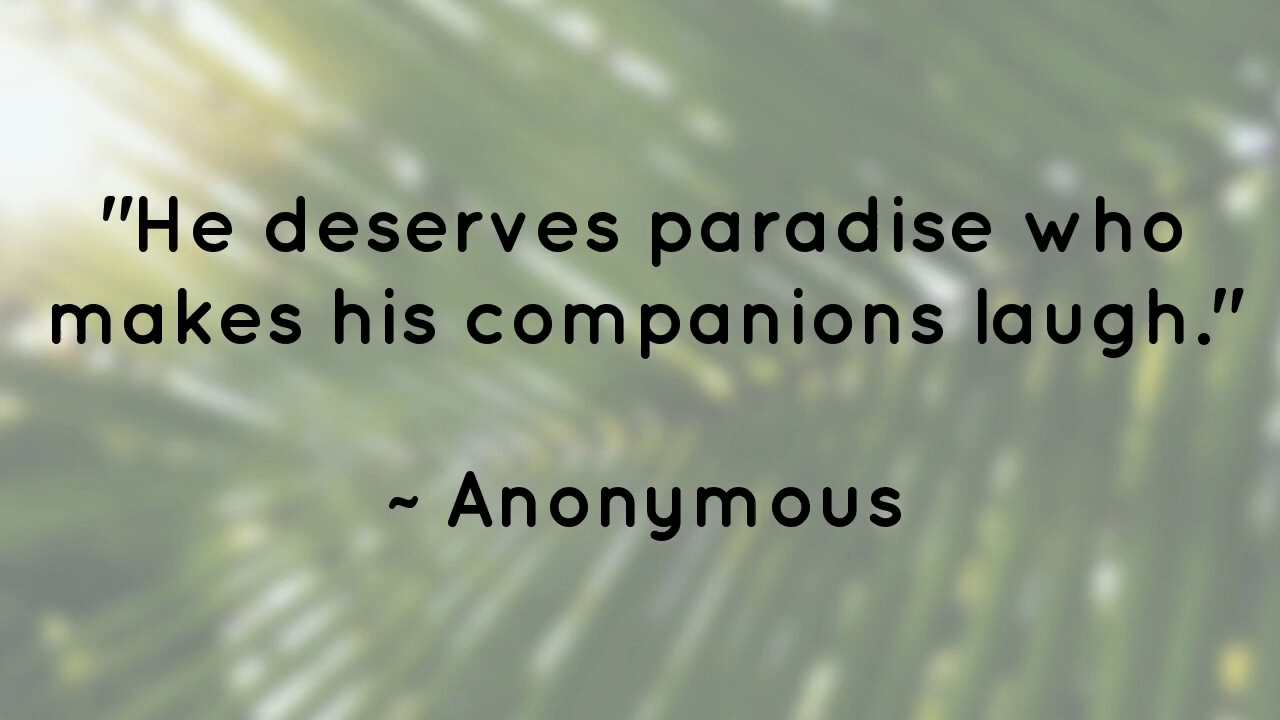 "He deserves paradise who
makes his companions laugh."
~ Anonymous